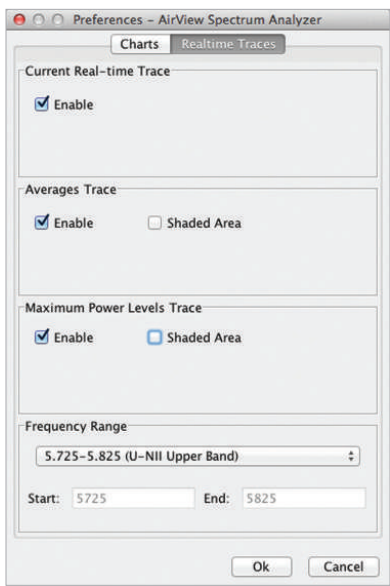 Preferences – AirView Spectrum Analyzer
Charts Realtime Traces
Current Real-time Trace
Enable
Averages Trace
Enable Shaded Area
Maximum Power Levels Trace
Enable Shaded Area
Frequency Range
5.725-5.825 (U-NII Upper Band)
Start: 5725 End: 5825
Ok Cancel